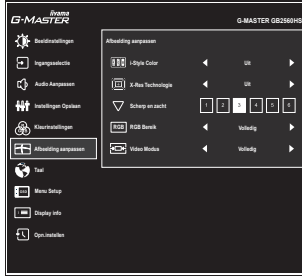 iiyama
G-MASTER
G-MASTER GB2560HS
Beeldinstellingen
Afbeelding aanpassen
Ingangsselectie
i-Style Color
Uit
Audio Aanpassen
X-Res Technologie
Uit
Instellingen Opslaan
Scherp en zacht
1 2 3 4 5 6
Kleurinstellingen
RGB RGB Bereik
Volledig
Afbeelding aanpassen
Video Modus
Volledig
Taal
Menu Setup
Display info
Opn.instellen